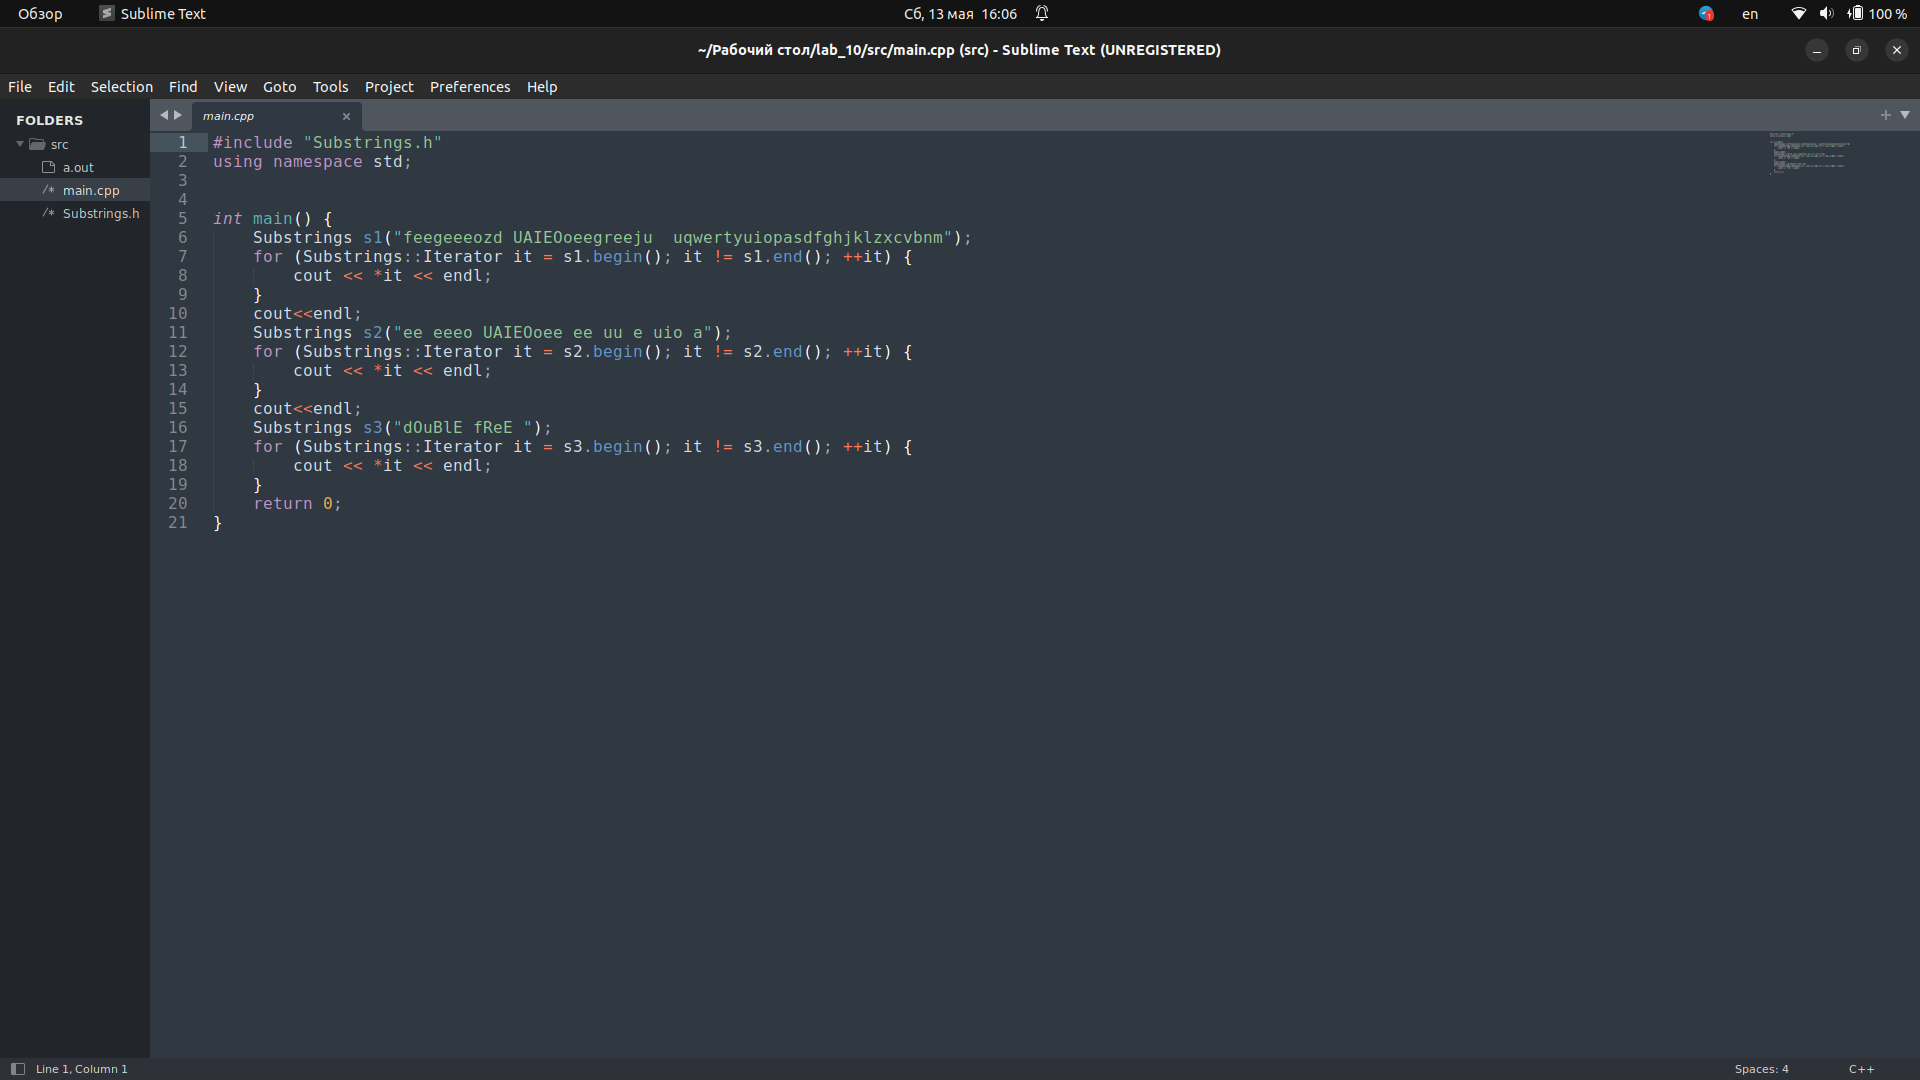 Обзор Sublime Text Сб, 13 мая 16:06 en 100 %
~/Рабочий стол/lab_10/src/main.cpp (src) - Sublime Text (UNREGISTERED)
File Edit Selection Find View Goto Tools Project Preferences Help
FOLDERS
src
a.out
/* main.cpp
/* Substrings.h
main.cpp
1 #include "Substrings.h"
2 using namespace std;
3
4
5 int main() {
6     Substrings s1("feegeeeozd UAIEOoeegreeju  uqwertyuiopasdfghjklzxcvbnm");
7     for (Substrings::Iterator it = s1.begin(); it != s1.end(); ++it) {
8         cout << *it << endl;
9     }
10     cout<<endl;
11     Substrings s2("ee eeeo UAIEOoee ee uu e uio a");
12     for (Substrings::Iterator it = s2.begin(); it != s2.end(); ++it) {
13         cout << *it << endl;
14     }
15     cout<<endl;
16     Substrings s3("dOuBlE fReE ");
17     for (Substrings::Iterator it = s3.begin(); it != s3.end(); ++it) {
18         cout << *it << endl;
19     }
20     return 0;
21 }
Line 1, Column 1 Spaces: 4 C++